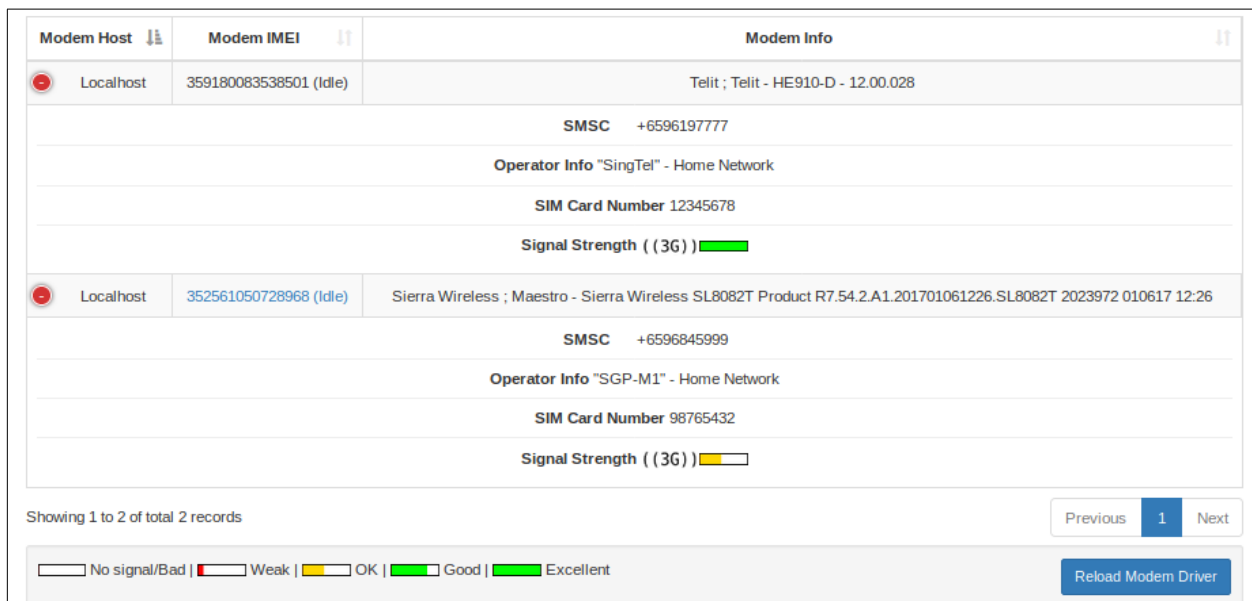 Modem Host Modem IMEI Modem Info
- Localhost 359180083538501 (Idle) Telit ; Telit - HE910-D - 12.00.028
SMSC +6596197777
Operator Info "SingTel" - Home Network
SIM Card Number 12345678
Signal Strength ((3G))
- Localhost 352561050728968 (Idle) Sierra Wireless ; Maestro - Sierra Wireless SL8082T Product R7.54.2.A1.201701061226.SL8082T 2023972 010617 12:26
SMSC +6596845999
Operator Info "SGP-M1" - Home Network
SIM Card Number 98765432
Signal Strength ((3G))
Showing 1 to 2 of total 2 records Previous 1 Next
No signal/Bad | Weak | OK | Good | Excellent Reload Modem Driver